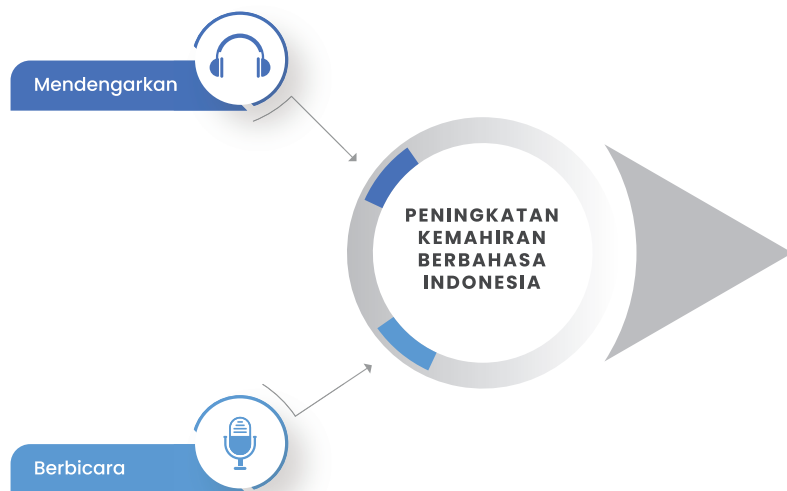 Mendengarkan
PENINGKATAN
KEMAHIRAN
BERBAHASA
INDONESIA
Berbicara